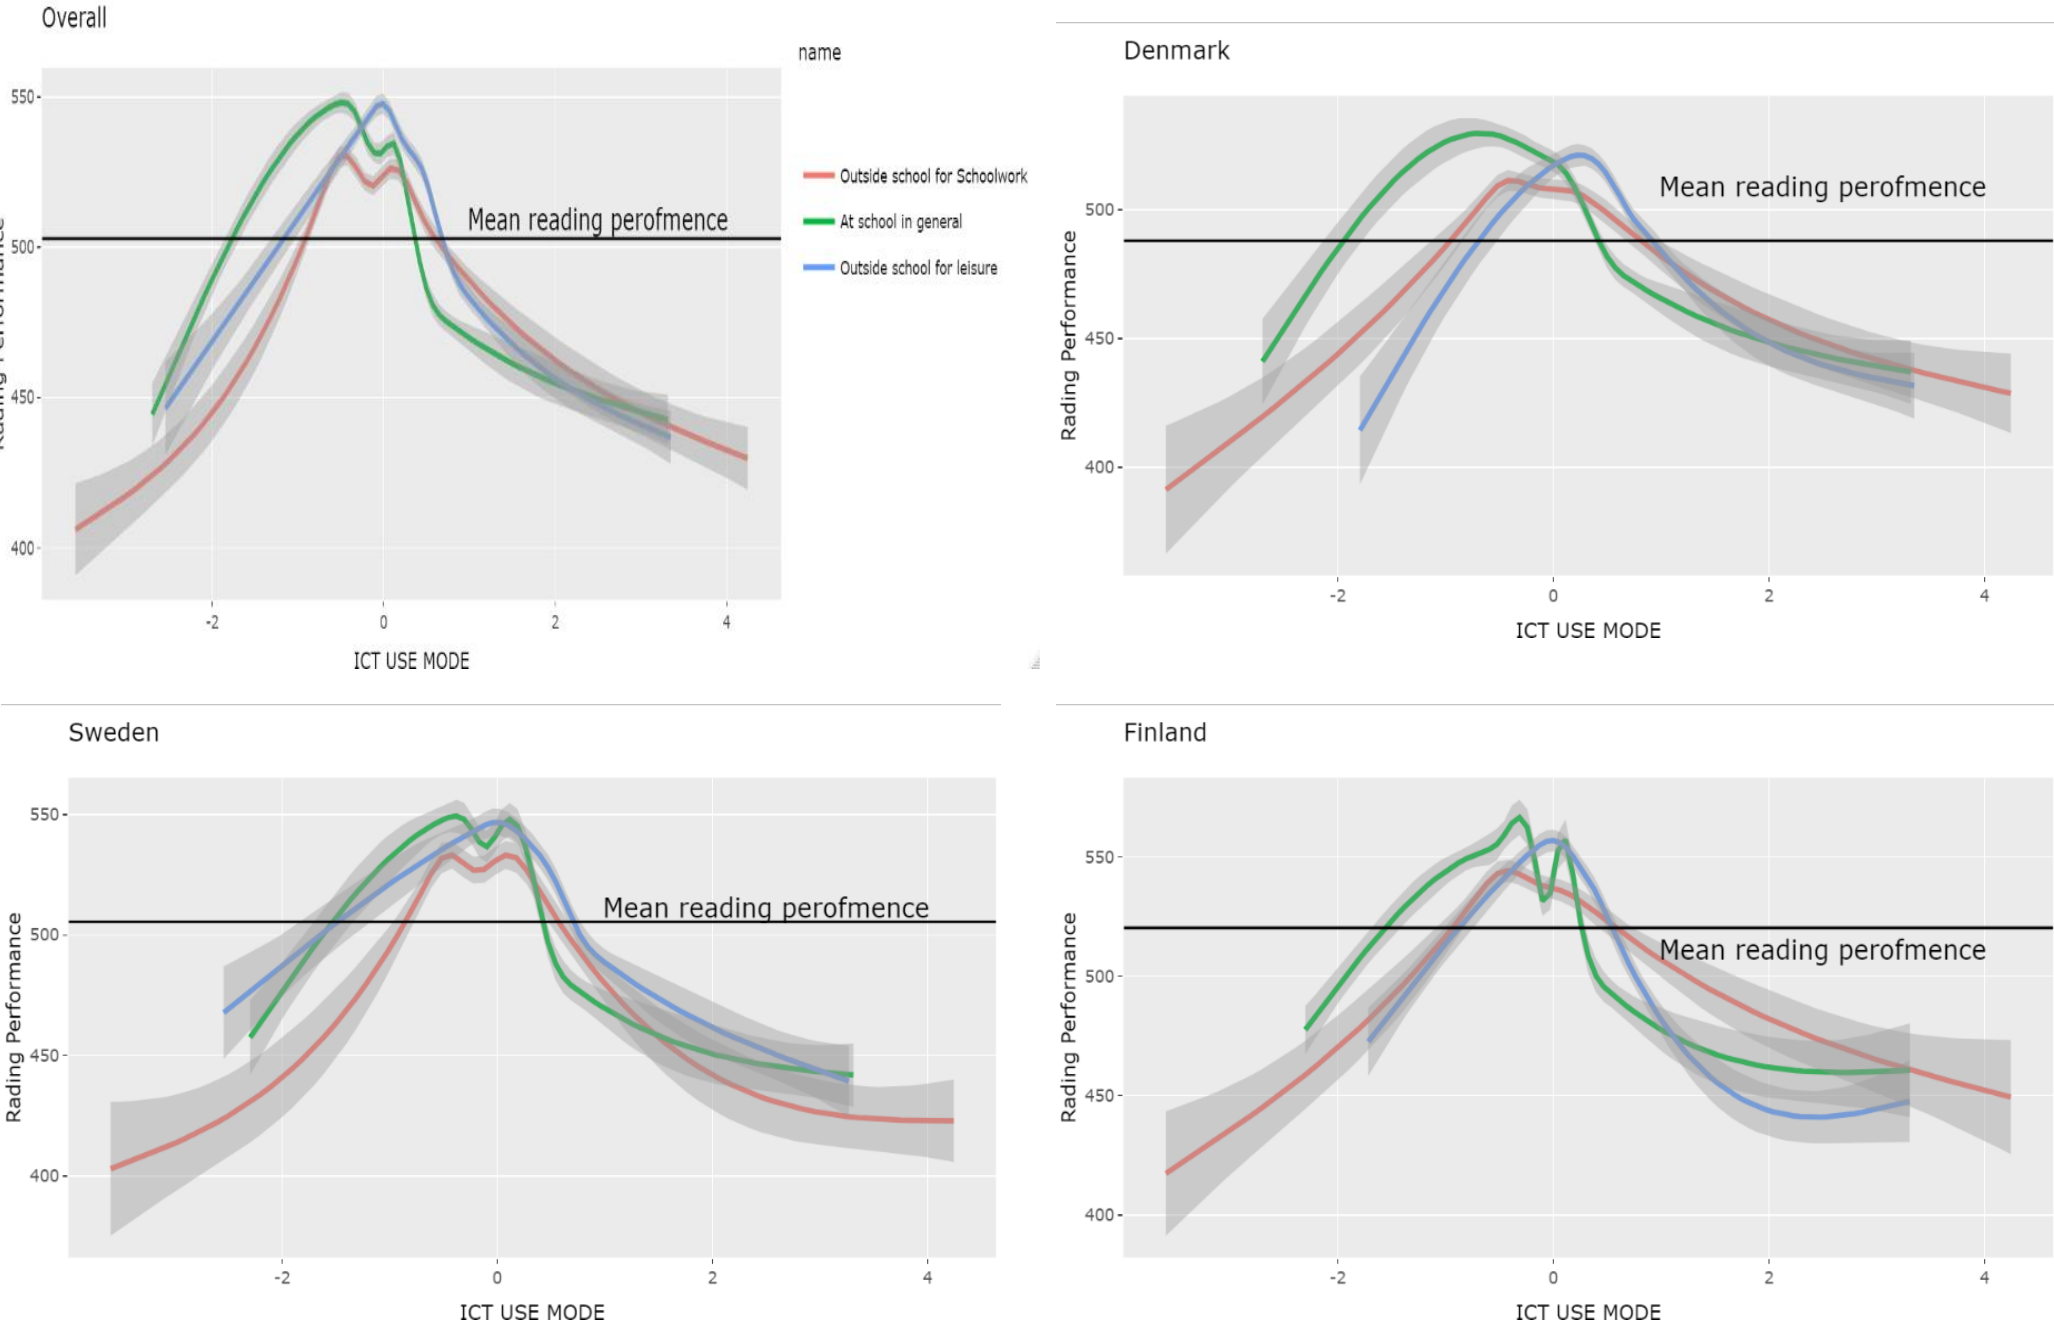 Overall
name
550
500
450
400
Outside school for Schoolwork
At school in general
Outside school for leisure
Mean reading perofmence
-2
0
2
4
ICT USE MODE
Denmark
Rading Performance
500
450
400
Mean reading perofmence
-2
0
2
4
ICT USE MODE
Sweden
Rading Performance
550
500
450
400
Mean reading perofmence
-2
0
2
4
ICT USE MODE
Finland
Rading Performance
550
500
450
400
Mean reading perofmence
-2
0
2
4
ICT USE MODE